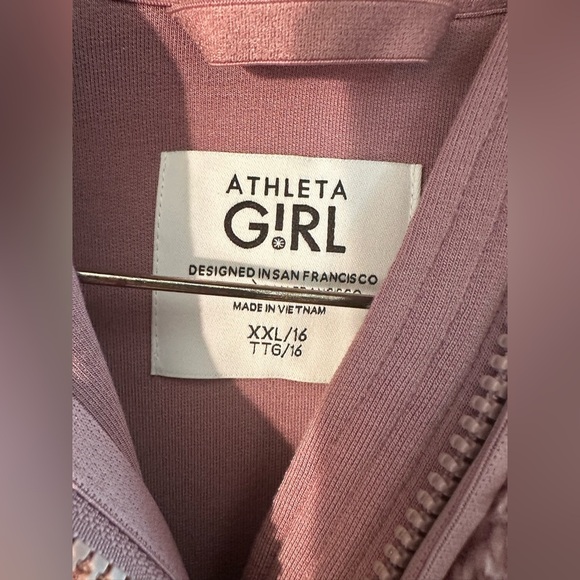 ATHLETA
G!RL
DESIGNED IN SAN FRANCISCO
MADE IN VIETNAM
XXL/16
TTG/16